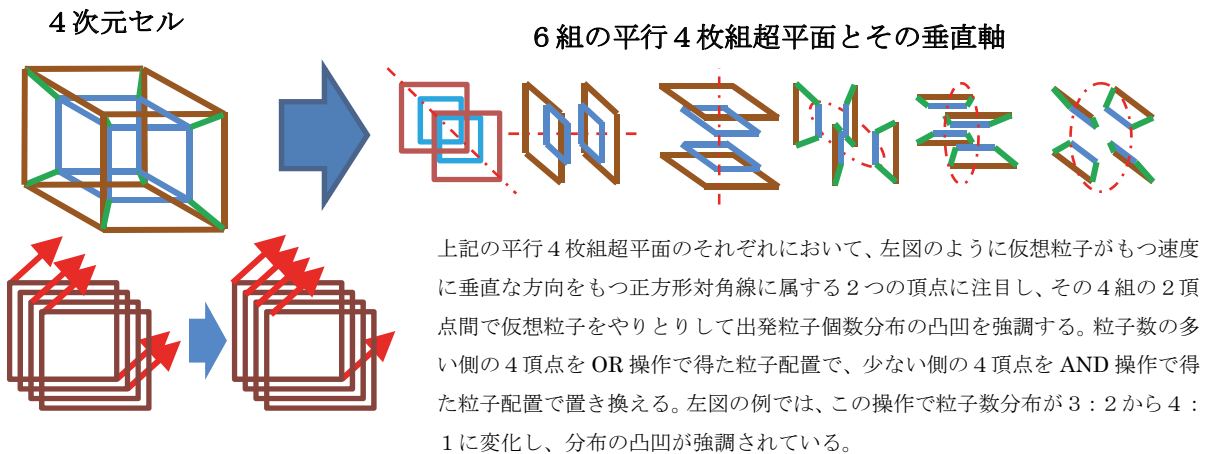 ４次元セル
６組の平行４枚組超平面とその垂直軸
上記の平行４枚組超平面のそれぞれにおいて、左図のように仮想粒子がもつ速度
に垂直な方向をもつ正方形対角線に属する２つの頂点に注目し、その４組の２頂
点間で仮想粒子をやりとりして出発粒子個数分布の凸凹を強調する。粒子数の多
い側の４頂点を OR 操作で得た粒子配置で、少ない側の４頂点を AND 操作で得
た粒子配置で置き換える。左図の例では、この操作で粒子数分布が３：２から４：
１に変化し、分布の凸凹が強調されている。